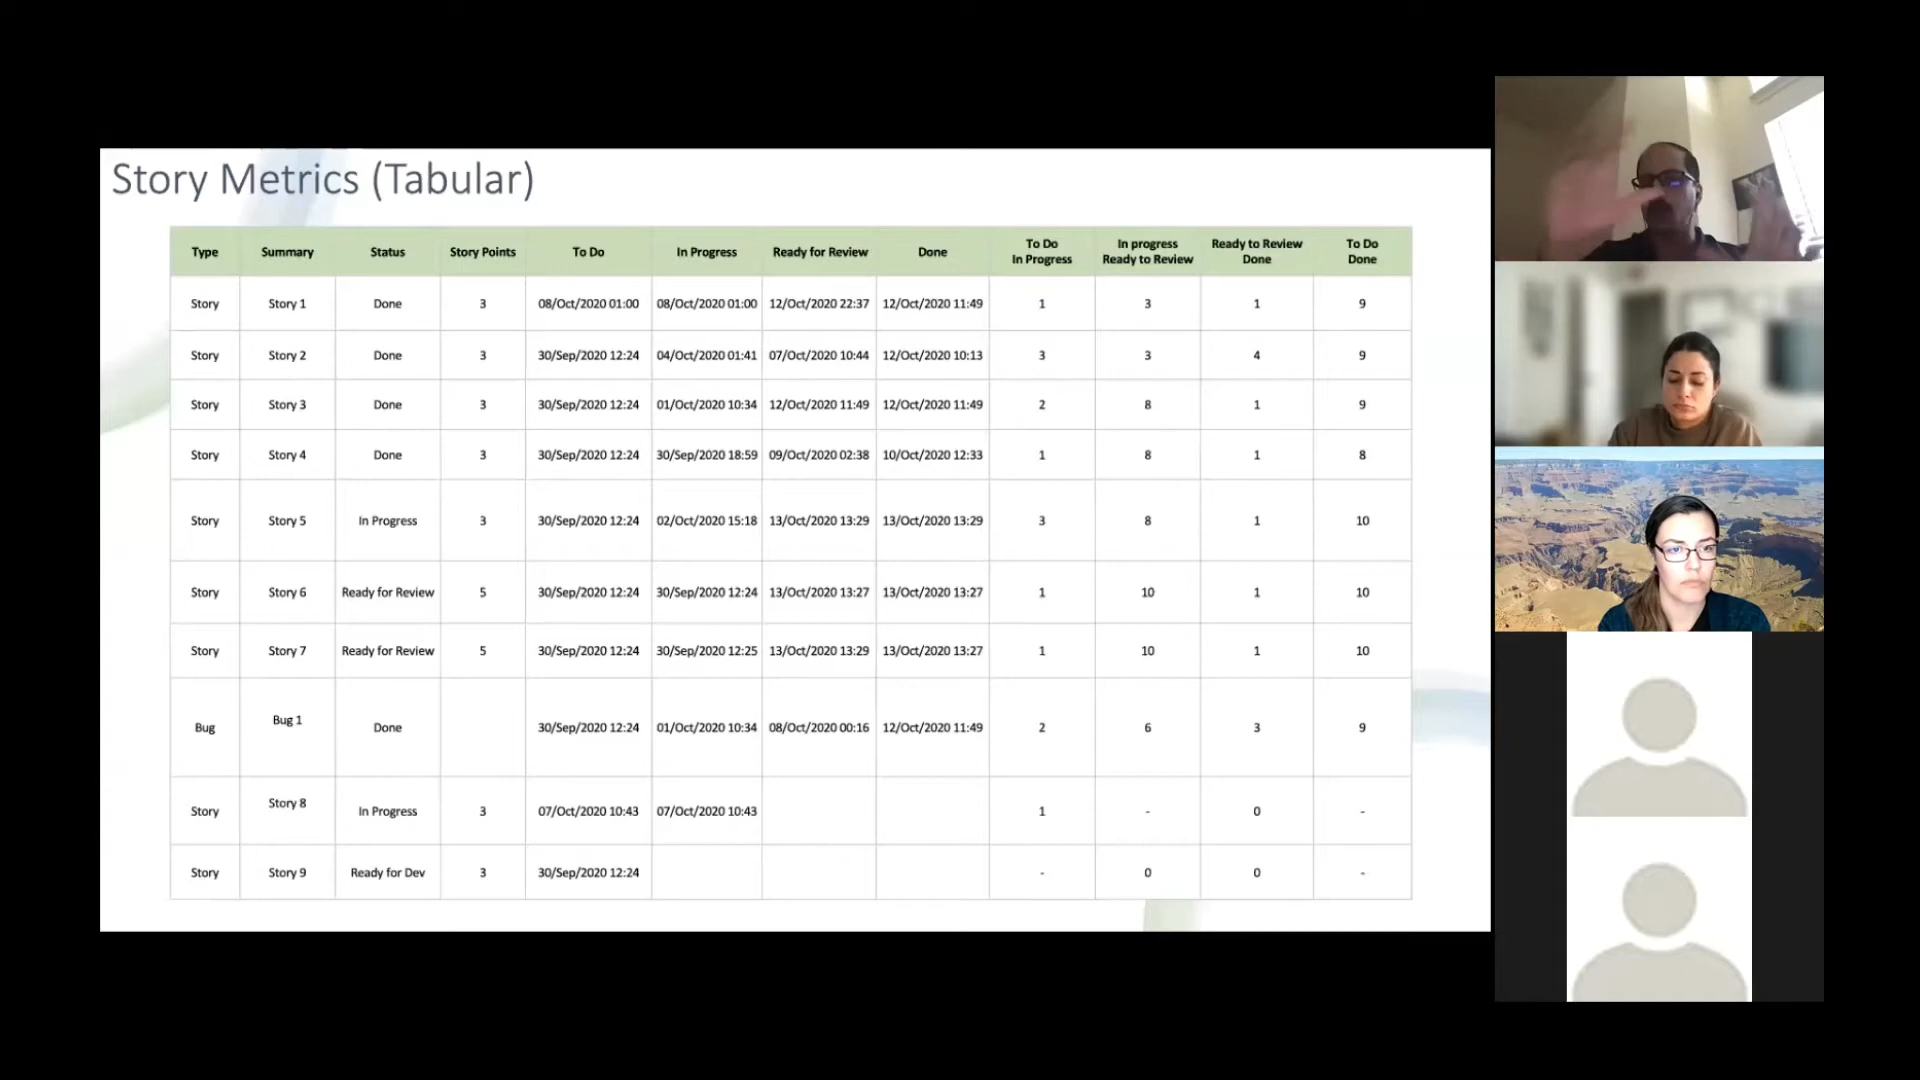 Story Metrics (Tabular)
Type Summary Status Story Points To Do In Progress Ready for Review Done To Do In Progress In progress Ready to Review Ready to Review Done To Do Done
Story Story 1 Done 3 08/Oct/2020 01:00 08/Oct/2020 01:00 12/Oct/2020 22:37 12/Oct/2020 11:49 1 3 1 9
Story Story 2 Done 3 30/Sep/2020 12:24 04/Oct/2020 01:41 07/Oct/2020 10:44 12/Oct/2020 10:13 3 3 4 9
Story Story 3 Done 3 30/Sep/2020 12:24 01/Oct/2020 10:34 12/Oct/2020 11:49 12/Oct/2020 11:49 2 8 1 9
Story Story 4 Done 3 30/Sep/2020 12:24 30/Sep/2020 18:59 09/Oct/2020 02:38 10/Oct/2020 12:33 1 8 1 8
Story Story 5 In Progress 3 30/Sep/2020 12:24 02/Oct/2020 15:18 13/Oct/2020 13:29 13/Oct/2020 13:29 3 8 1 10
Story Story 6 Ready for Review 5 30/Sep/2020 12:24 30/Sep/2020 12:24 13/Oct/2020 13:27 13/Oct/2020 13:27 1 10 1 10
Story Story 7 Ready for Review 5 30/Sep/2020 12:24 30/Sep/2020 12:25 13/Oct/2020 13:29 13/Oct/2020 13:27 1 10 1 10
Bug Bug 1 Done 30/Sep/2020 12:24 01/Oct/2020 10:34 08/Oct/2020 00:16 12/Oct/2020 11:49 2 6 3 9
Story Story 8 In Progress 3 07/Oct/2020 10:43 07/Oct/2020 10:43 1 - 0 -
Story Story 9 Ready for Dev 3 30/Sep/2020 12:24 - 0 0 -